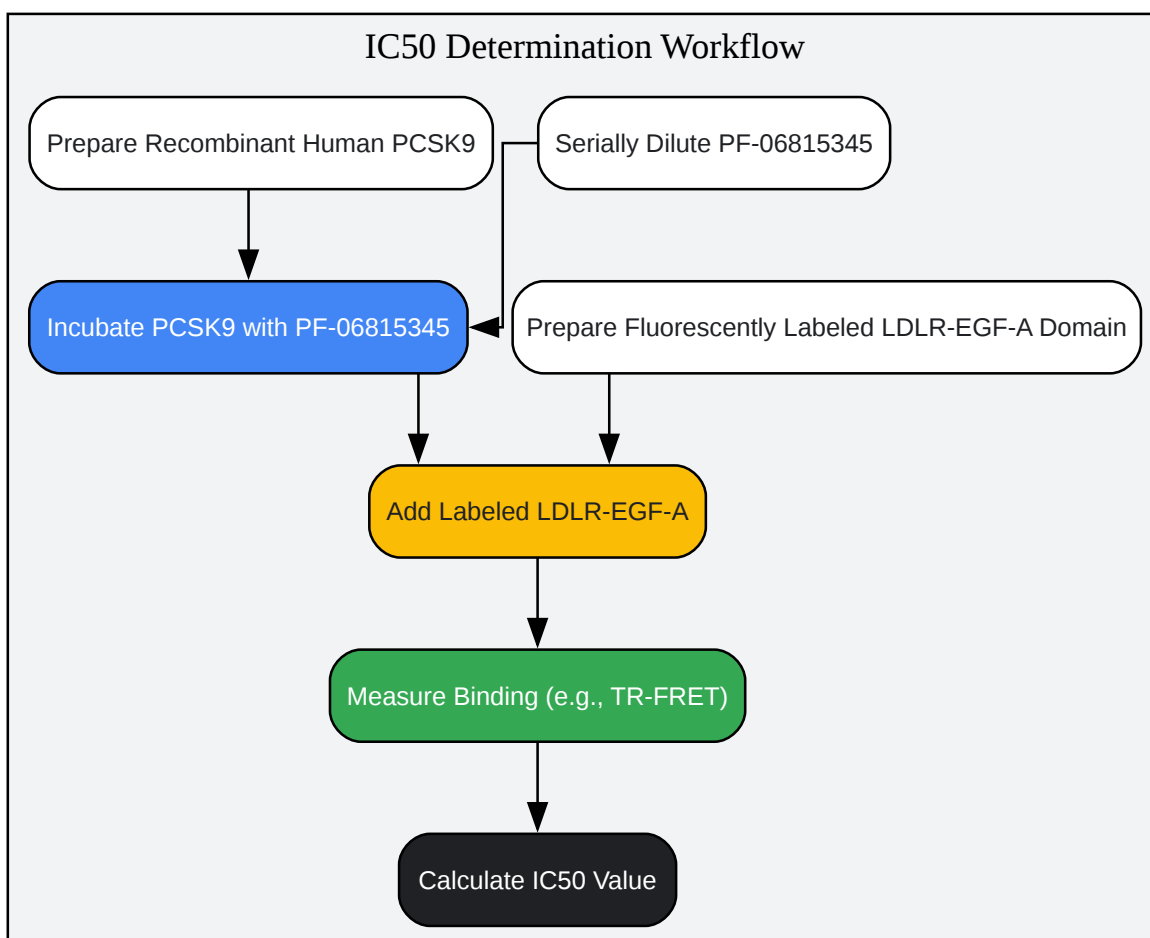 IC50 Determination Workflow
Prepare Recombinant Human PCSK9
Serially Dilute PF-06815345
Incubate PCSK9 with PF-06815345
Prepare Fluorescently Labeled LDLR-EGF-A Domain
Add Labeled LDLR-EGF-A
Measure Binding (e.g., TR-FRET)
Calculate IC50 Value